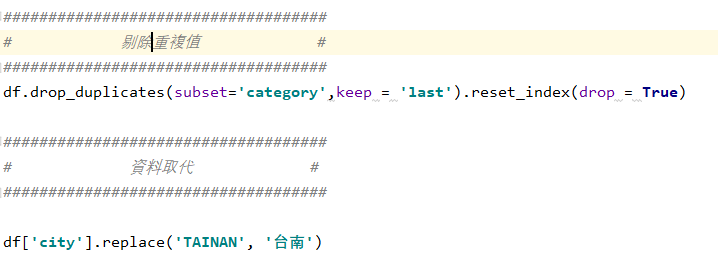 ####################################
# 剔除重複值 #
####################################
df.drop_duplicates(subset='category',keep = 'last').reset_index(drop = True)
####################################
# 資料取代 #
####################################
df['city'].replace('TAINAN', '台南')